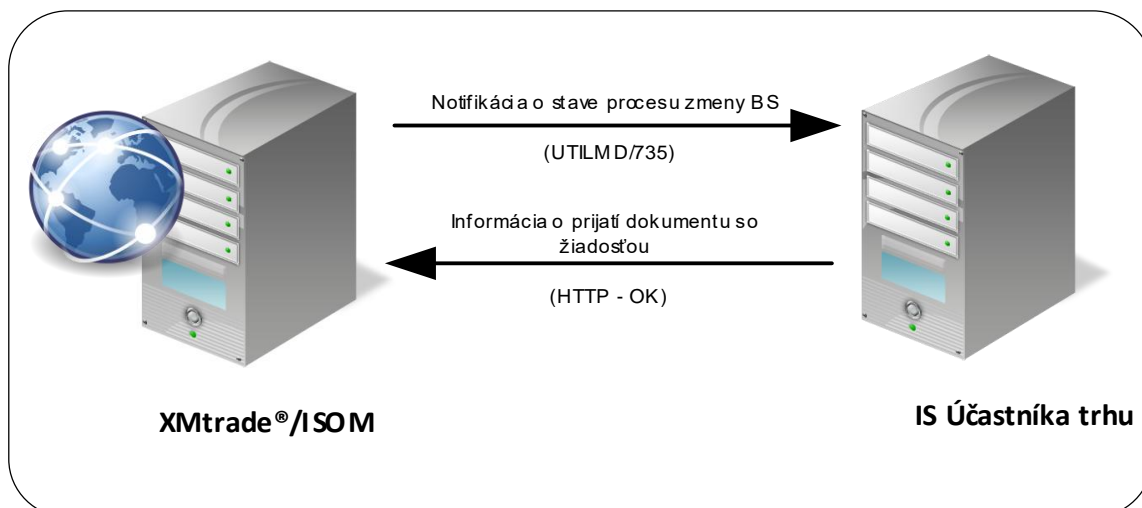 Notifikácia o stave procesu zmeny BS
(UTILMD/735)
Informácia o prijatí dokumentu so
žiadosťou
(HTTP - OK)
XMtrade®/ISOM
IS Účastníka trhu